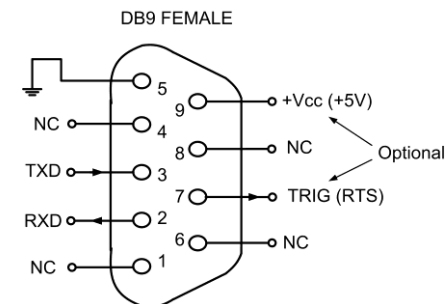 DB9 FEMALE
5
9 +Vcc (+5V)
NC 4
8 NC
Optional
TXD 3
7 TRIG (RTS)
RXD 2
6 NC
NC 1